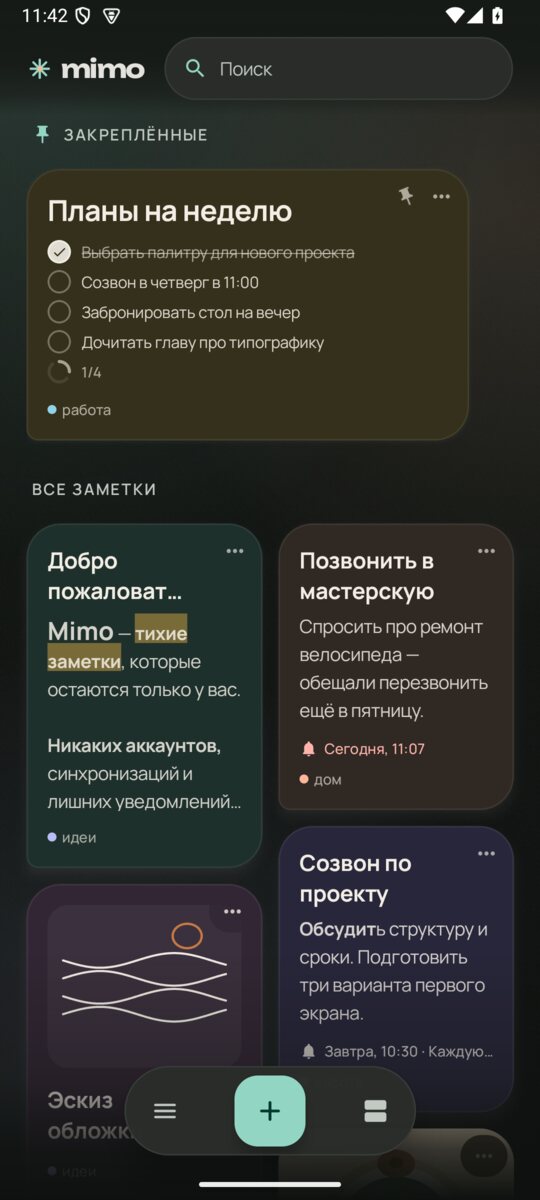 11:42
mimo
Поиск
ЗАКРЕПЛЁННЫЕ
Планы на неделю
Выбрать палитру для нового проекта
Созвон в четверг в 11:00
Забронировать стол на вечер
Дочитать главу про типографику
1/4
работа
ВСЕ ЗАМЕТКИ
Добро
пожаловат...
Mimo — тихие
заметки, которые
остаются только у вас.
Никаких аккаунтов,
синхронизаций и
лишних уведомлений...
идеи
Позвонить в
мастерскую
Спросить про ремонт
велосипеда —
обещали перезвонить
ещё в пятницу.
Сегодня, 11:07
дом
Созвон по
проекту
Обсудить структуру и
сроки. Подготовить
три варианта первого
экрана.
Завтра, 10:30 · Каждую...
Эскиз
обложк
идеи